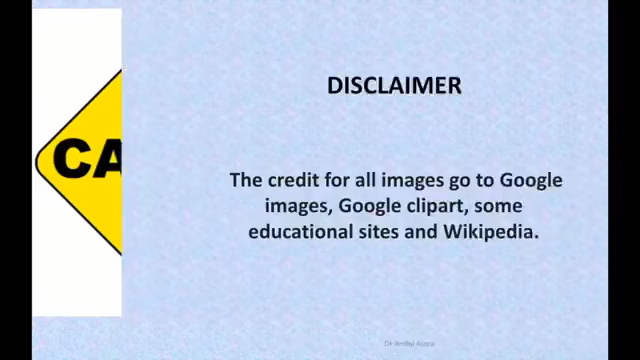 CA
DISCLAIMER
The credit for all images go to Google
images, Google clipart, some
educational sites and Wikipedia.